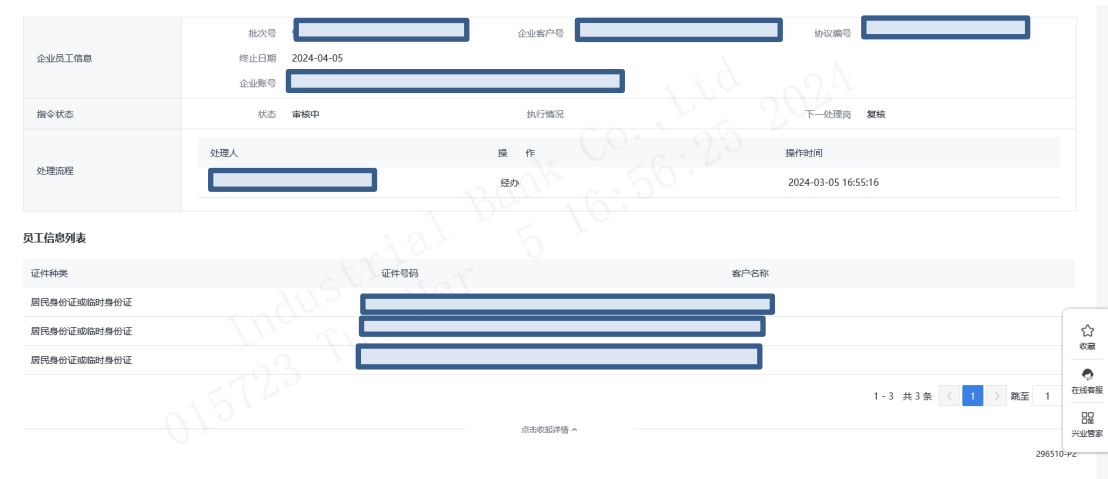 批次号 企业客户号 协议编号
企业员工信息 终止日期 2024-04-05
企业账号
指令状态 状态 审核中 执行情况 下一处理岗 复核
处理人 操 作 操作时间
处理流程
经办 2024-03-05 16:55:16
员工信息列表
证件种类 证件号码 客户名称
居民身份证或临时身份证
居民身份证或临时身份证
居民身份证或临时身份证
收藏
1 - 3 共 3 条 < 1 > 跳至 1
在线客服
点击收起详情
兴业管家
296510-P2
Industrial Bank Co.,Ltd
015723 Tue Mar 5 16:56:25 2024